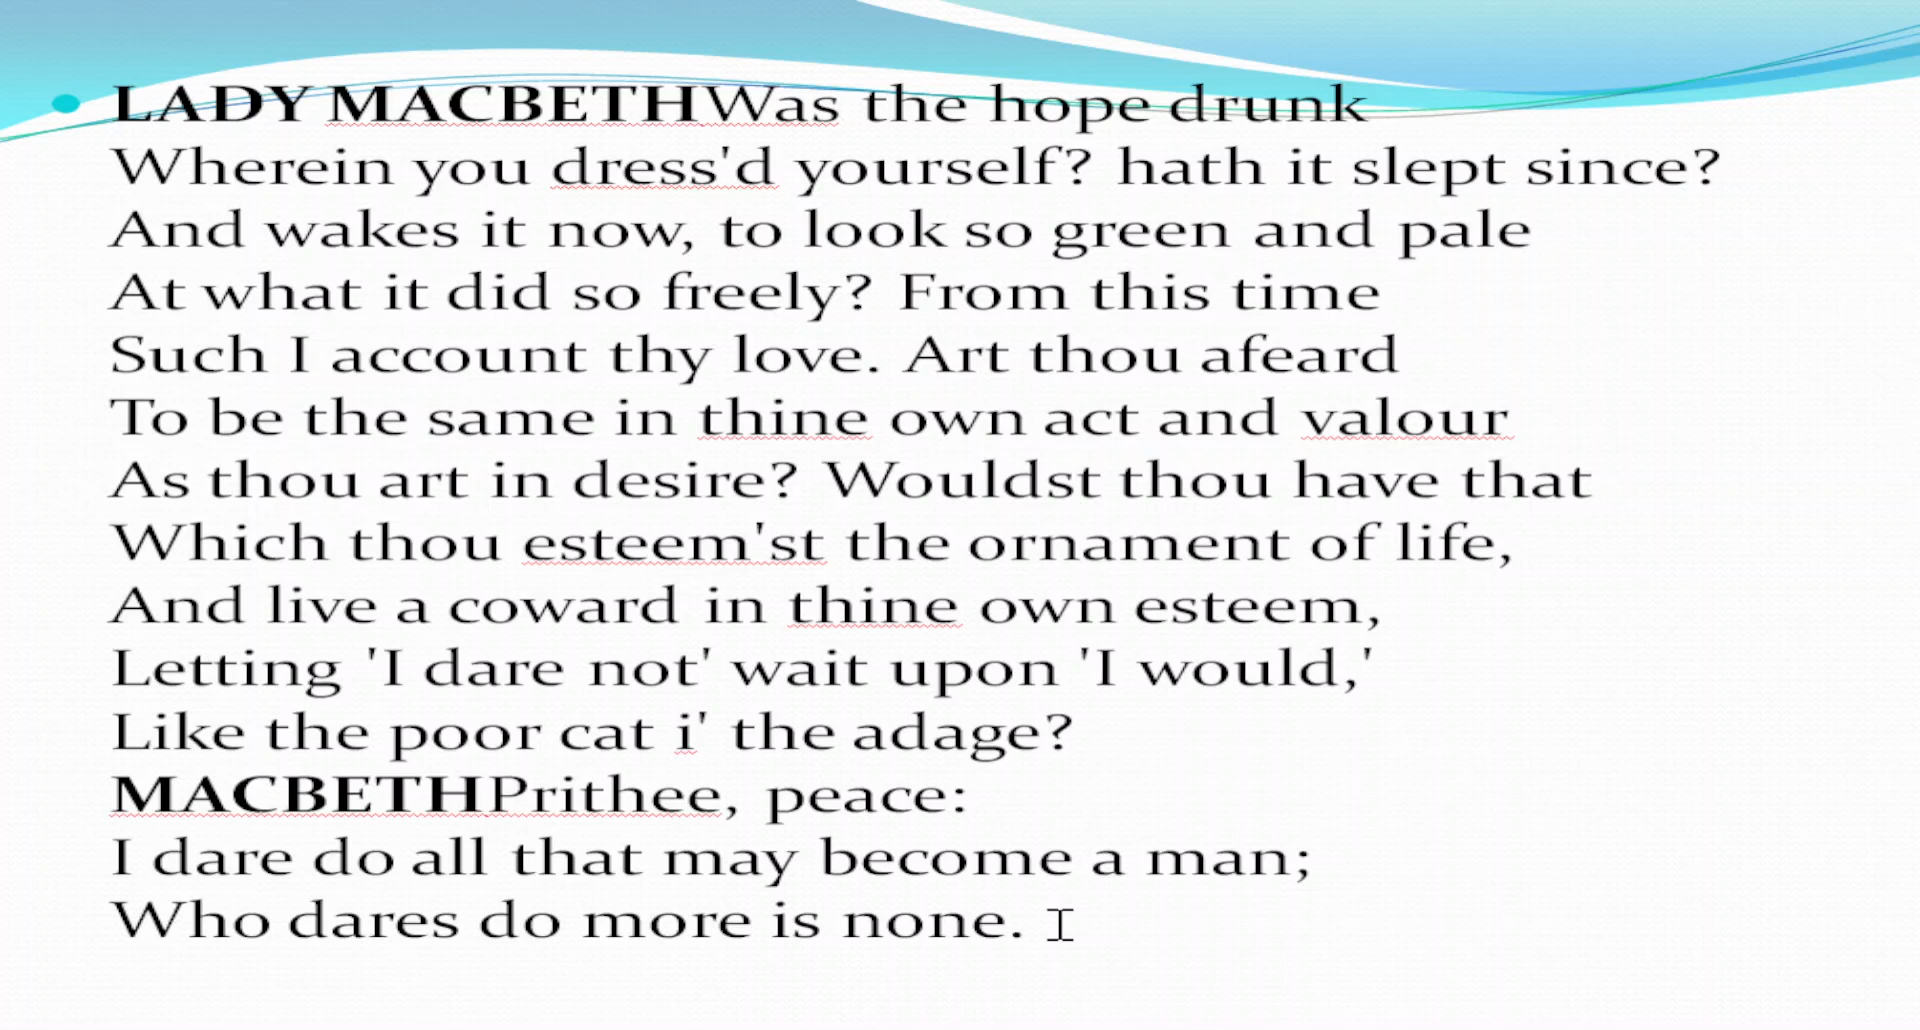 LADY MACBETHWas the hope drunk
Wherein you dress'd yourself? hath it slept since?
And wakes it now, to look so green and pale
At what it did so freely? From this time
Such I account thy love. Art thou afeard
To be the same in thine own act and valour
As thou art in desire? Wouldst thou have that
Which thou esteem'st the ornament of life,
And live a coward in thine own esteem,
Letting 'I dare not' wait upon 'I would,'
Like the poor cat i' the adage?
MACBETHPrithee, peace:
I dare do all that may become a man;
Who dares do more is none.